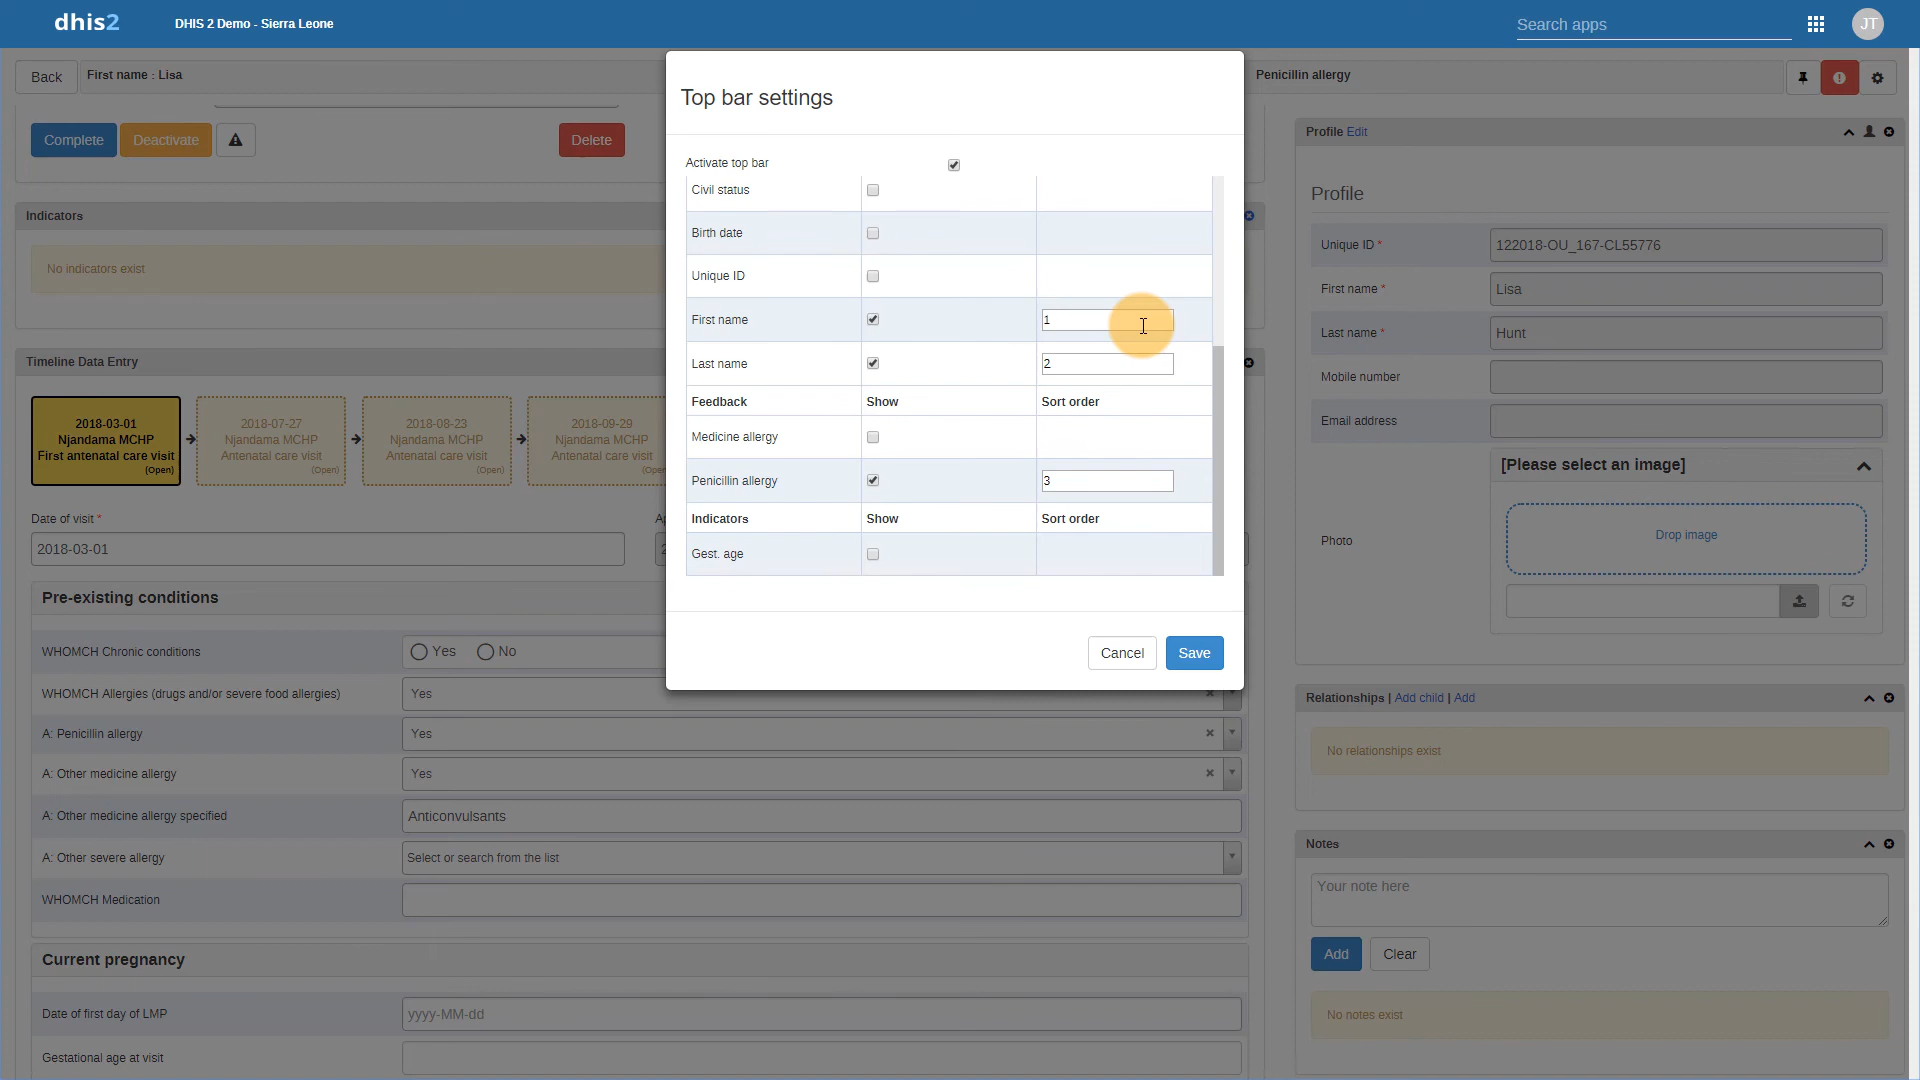 dhis2
DHIS 2 Demo - Sierra Leone
Search apps
JT
Back
First name : Lisa
Penicillin allergy
Complete
Deactivate
Delete
Indicators
No indicators exist
Timeline Data Entry
2018-03-01
Njandama MCHP
First antenatal care visit
(Open)
2018-07-27
Njandama MCHP
Antenatal care visit
(Open)
2018-08-23
Njandama MCHP
Antenatal care visit
(Open)
2018-09-29
Njandama MCHP
Antenatal care visit
Date of visit *
2018-03-01
Pre-existing conditions
WHOMCH Chronic conditions
Yes
No
WHOMCH Allergies (drugs and/or severe food allergies)
Yes
A: Penicillin allergy
Yes
A: Other medicine allergy
Yes
A: Other medicine allergy specified
Anticonvulsants
A: Other severe allergy
Select or search from the list
WHOMCH Medication
Current pregnancy
Date of first day of LMP
yyyy-MM-dd
Gestational age at visit
Top bar settings
Activate top bar
Civil status
Birth date
Unique ID
First name
1
Last name
2
Feedback
Show
Sort order
Medicine allergy
Penicillin allergy
3
Indicators
Show
Sort order
Gest. age
Cancel
Save
Profile Edit
Profile
Unique ID *
122018-OU_167-CL55776
First name *
Lisa
Last name *
Hunt
Mobile number
Email address
Photo
[Please select an image]
Drop image
Relationships | Add child | Add
No relationships exist
Notes
Your note here
Add
Clear
No notes exist